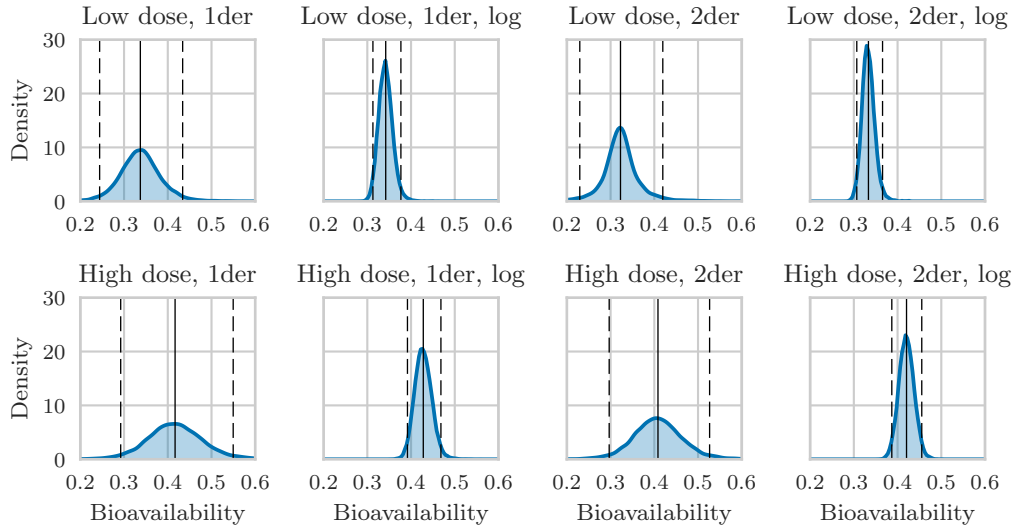 Low dose, 1der
Low dose, 1der, log
Low dose, 2der
Low dose, 2der, log
30
20
10
0
Density
0.2 0.3 0.4 0.5 0.6
0.2 0.3 0.4 0.5 0.6
0.2 0.3 0.4 0.5 0.6
0.2 0.3 0.4 0.5 0.6
High dose, 1der
High dose, 1der, log
High dose, 2der
High dose, 2der, log
30
20
10
0
Density
0.2 0.3 0.4 0.5 0.6
0.2 0.3 0.4 0.5 0.6
0.2 0.3 0.4 0.5 0.6
0.2 0.3 0.4 0.5 0.6
Bioavailability
Bioavailability
Bioavailability
Bioavailability